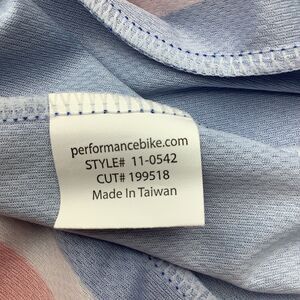 performancebike.com
STYLE# 11-0542
CUT# 199518
Made In Taiwan